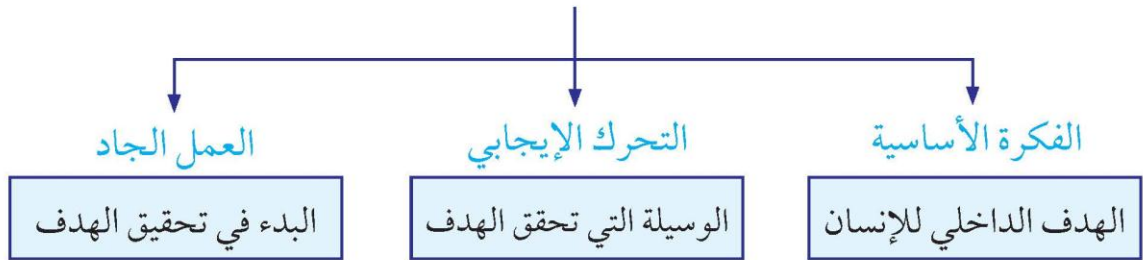 الفكرة الأساسية
الهدف الداخلي للإنسان
التحرك الإيجابي
الوسيلة التي تحقق الهدف
العمل الجاد
البدء في تحقيق الهدف